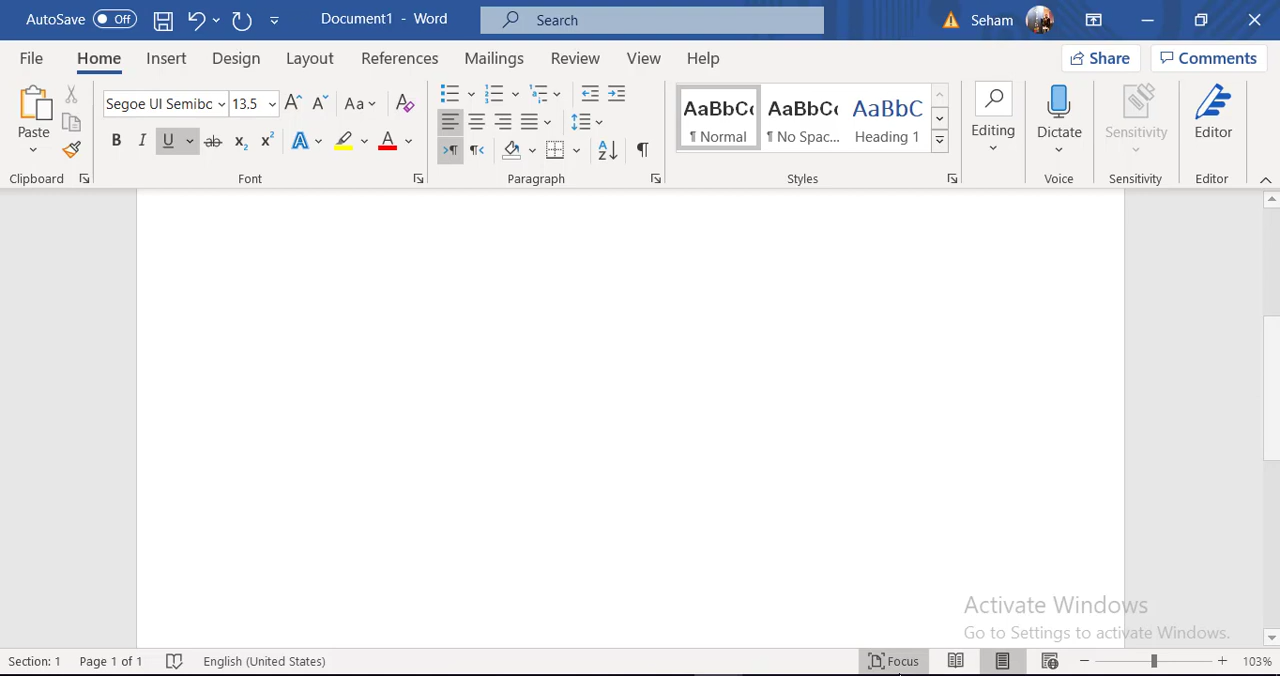 AutoSave Off Document1 - Word Search Seham
File Home Insert Design Layout References Mailings Review View Help Share Comments
Paste Segoe UI Semibc 13.5 Aa AaBbCc AaBbCc AaBbC Editing Dictate Sensitivity Editor
¶ Normal ¶ No Spac... Heading 1
Clipboard Font Paragraph Styles Voice Sensitivity Editor
Activate Windows
Go to Settings to activate Windows.
Section: 1 Page 1 of 1 English (United States) Focus 103%